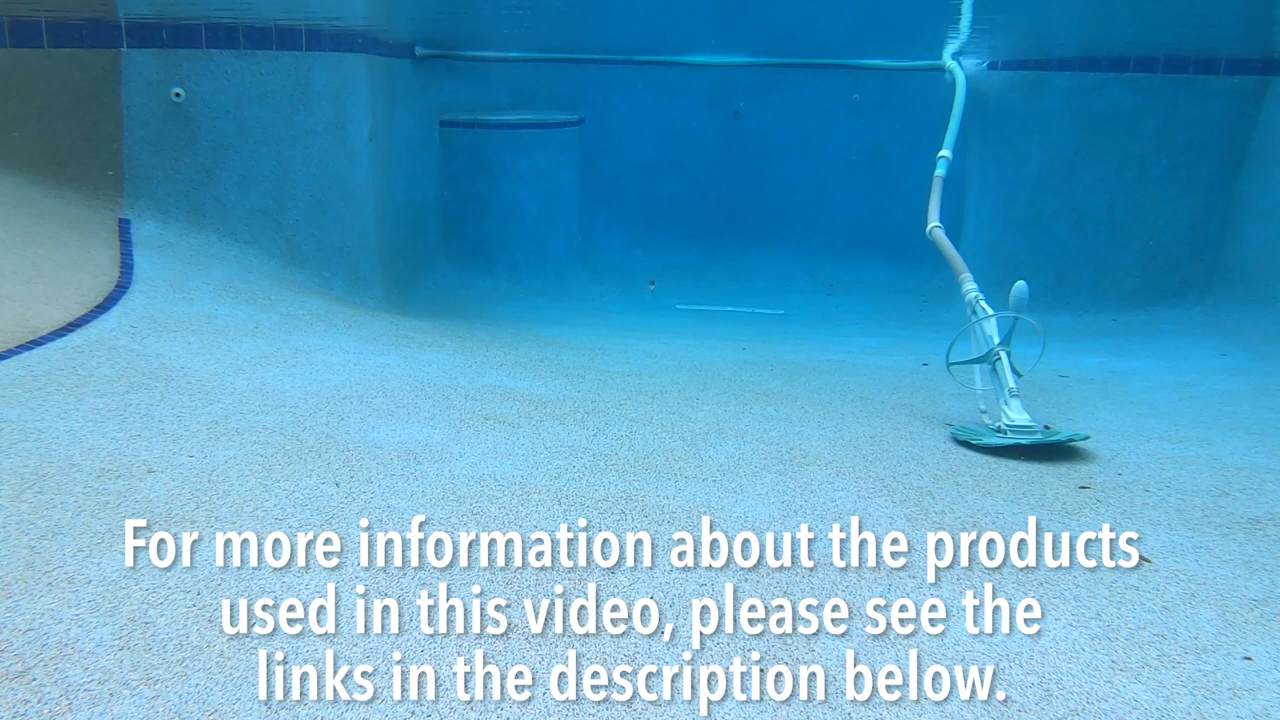 For more information about the products
used in this video, please see the
links in the description below.